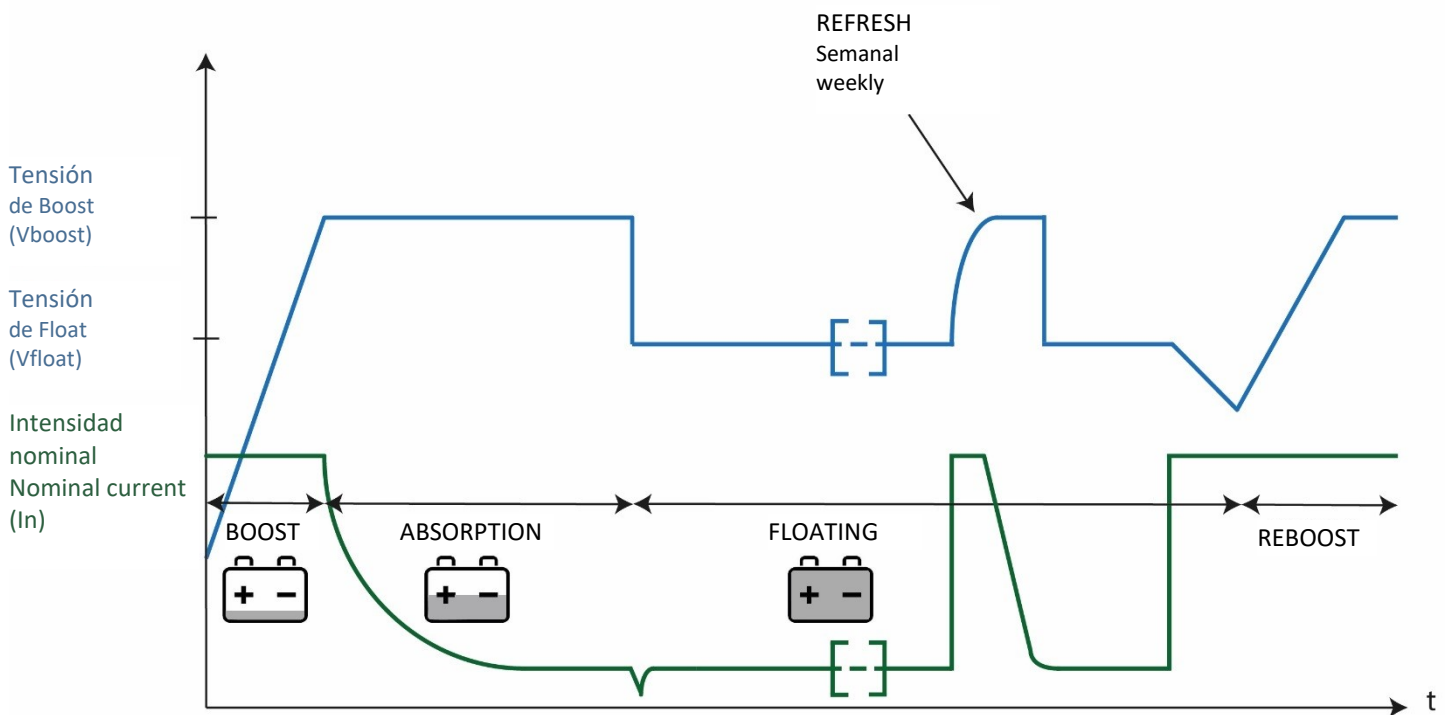 REFRESH
Semanal
weekly
Tensión
de Boost
(Vboost)
Tensión
de Float
(Vfloat)
Intensidad
nominal
Nominal current
(In)
BOOST
ABSORPTION
FLOATING
REBOOST
+ −
+ −
+ −
t